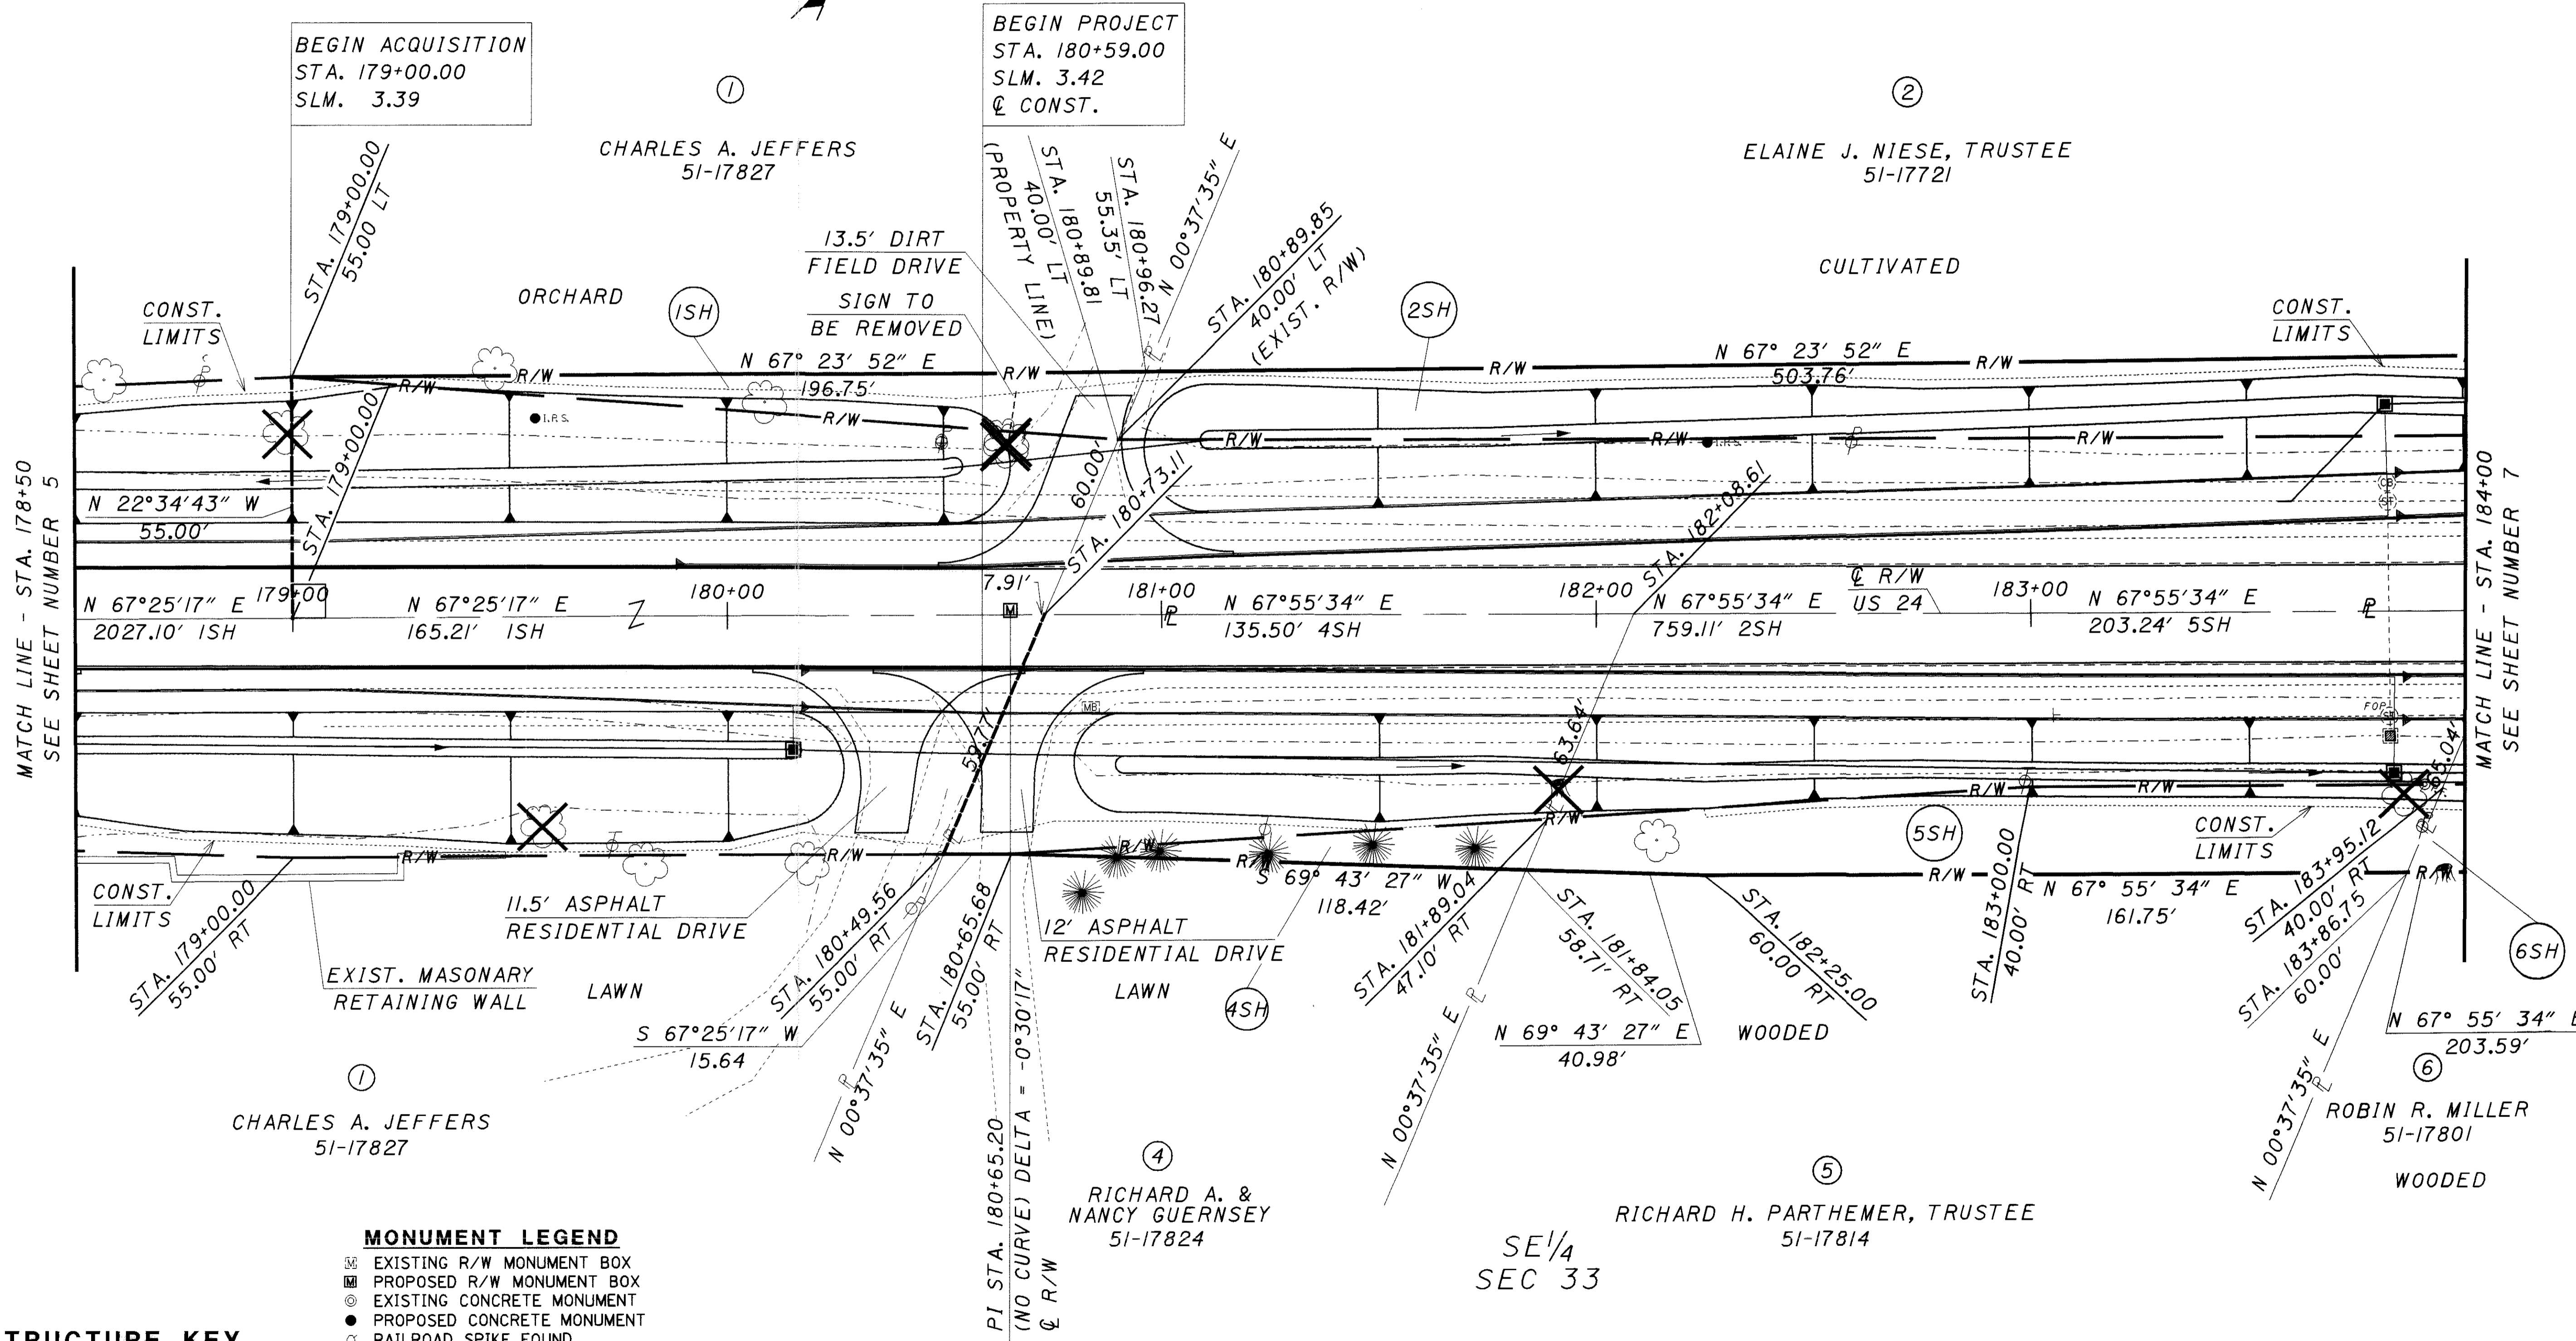 BEGIN ACQUISITION
STA. 179+00.00
SLM. 3.39
BEGIN PROJECT
STA. 180+59.00
SLM. 3.42
℄ CONST.
1
CHARLES A. JEFFERS
51-17827
2
ELAINE J. NIESE, TRUSTEE
51-17721
CULTIVATED
STA. 179+00.00
55.00 LT
13.5' DIRT
FIELD DRIVE
SIGN TO
BE REMOVED
(PROPERTY LINE)
40.00' LT
STA. 180+89.81
55.35' LT
STA. 180+96.27
N 00°37'35" E
STA. 180+89.85
40.00' LT
(EXIST. R/W)
CONST.
LIMITS
ORCHARD
1SH
2SH
CONST.
LIMITS
N 67° 23' 52" E
196.75'
N 67° 23' 52" E
503.76'
R/W
R/W
R/W
R/W
R/W
R/W
R/W
R/W
R/W
R/W
I.P.S.
MATCH LINE - STA. 178+50
SEE SHEET NUMBER 5
MATCH LINE - STA. 184+00
SEE SHEET NUMBER 7
N 22°34'43" W
55.00'
STA. 179+00.00
60.00'
STA. 180+73.11
STA. 182+08.61
CB
ST
N 67°25'17" E
2027.10' 1SH
179+00
N 67°25'17" E
165.21' 1SH
180+00
7.91'
M
181+00
N 67°55'34" E
135.50' 4SH
182+00
N 67°55'34" E
759.11' 2SH
℄ R/W
US 24
183+00
N 67°55'34" E
203.24' 5SH
MB
59.77'
63.64'
65.04'
FOP
R/W
R/W
R/W
R/W
R/W
R/W
R/W
R/W
R/W
R/W
CONST.
LIMITS
STA. 179+00.00
55.00' RT
EXIST. MASONARY
RETAINING WALL
11.5' ASPHALT
RESIDENTIAL DRIVE
LAWN
S 67°25'17" W
15.64
STA. 180+49.56
55.00' RT
N 00°37'35" E
STA. 180+65.68
55.00' RT
12' ASPHALT
RESIDENTIAL DRIVE
LAWN
4SH
S 69° 43' 27" W
118.42'
STA. 181+89.04
47.10' RT
N 00°37'35" E
STA. 181+84.05
58.71' RT
N 69° 43' 27" E
40.98'
STA. 182+25.00
60.00 RT
WOODED
5SH
STA. 183+00.00
40.00' RT
N 67° 55' 34" E
161.75'
CONST.
LIMITS
STA. 183+95.12
40.00' RT
STA. 183+86.75
60.00'
N 00°37'35" E
6SH
N 67° 55' 34" E
203.59'
6
ROBIN R. MILLER
51-17801
WOODED
1
CHARLES A. JEFFERS
51-17827
PI STA. 180+65.20
(NO CURVE) DELTA = -0°30'17"
℄ R/W
4
RICHARD A. &
NANCY GUERNSEY
51-17824
5
RICHARD H. PARTHEMER, TRUSTEE
51-17814
SE1/4
SEC 33
MONUMENT LEGEND
M EXISTING R/W MONUMENT BOX
M PROPOSED R/W MONUMENT BOX
EXISTING CONCRETE MONUMENT
PROPOSED CONCRETE MONUMENT
RAILROAD SPIKE FOUND
TRUCTURE KEY